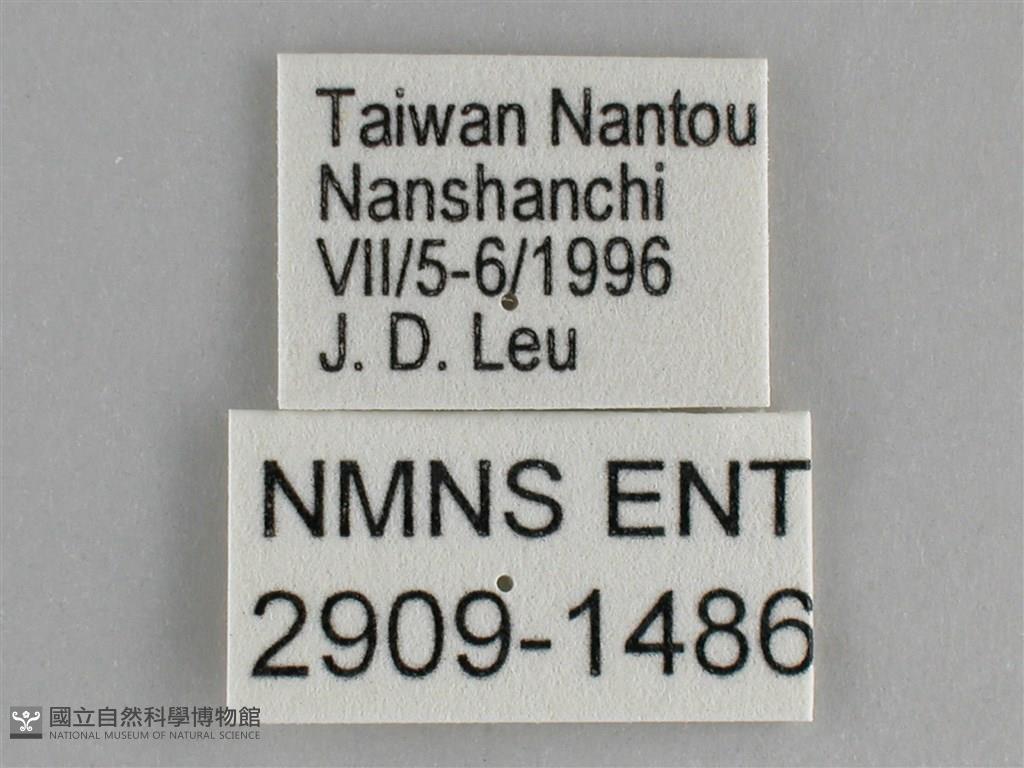 Taiwan Nantou
Nanshanchi
VII/5-6/1996
J. D. Leu
NMNS ENT
2909-1486
國立自然科學博物館
NATIONAL MUSEUM OF NATURAL SCIENCE